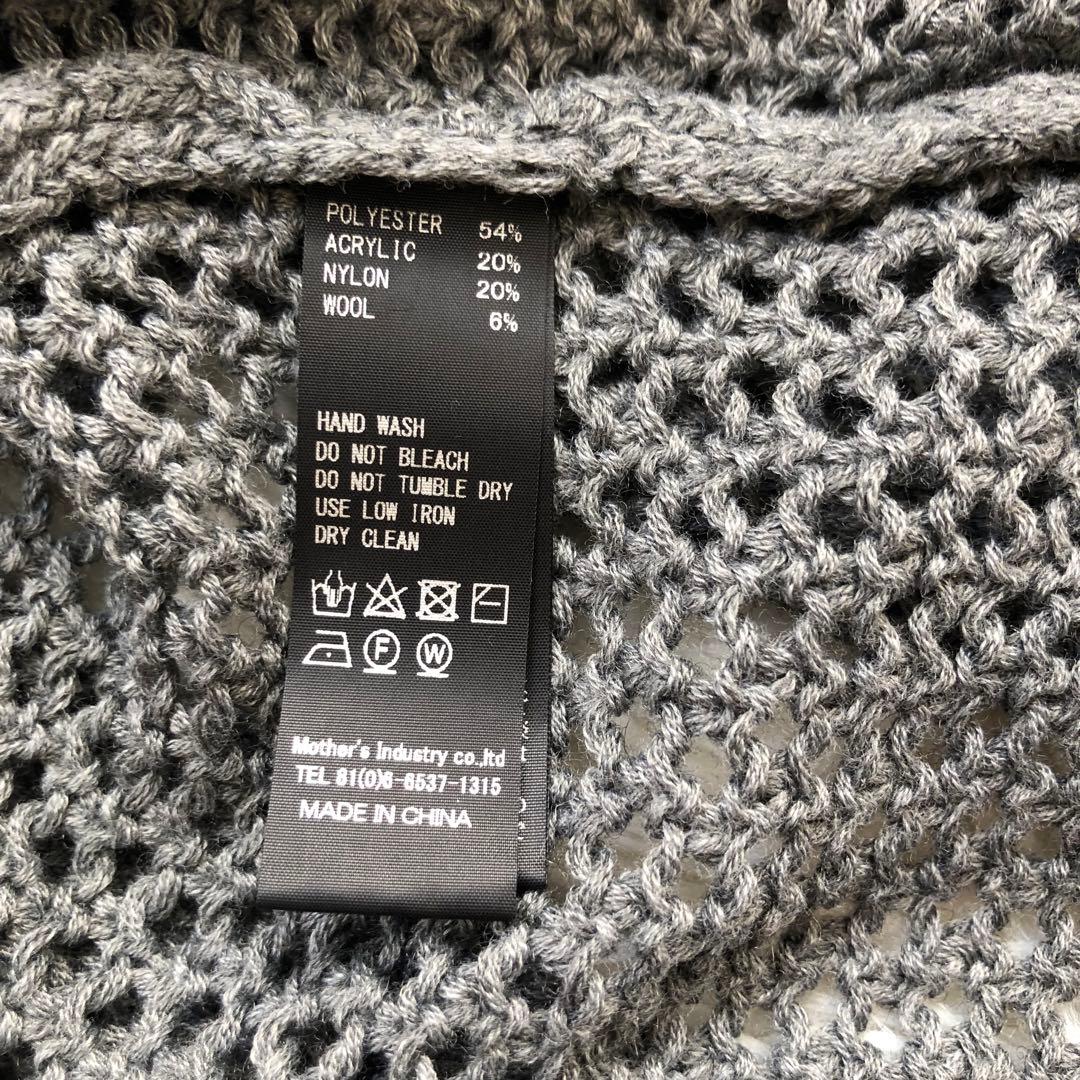 POLYESTER 54%
ACRYLIC 20%
NYLON 20%
WOOL 6%
HAND WASH
DO NOT BLEACH
DO NOT TUMBLE DRY
USE LOW IRON
DRY CLEAN
F W
Mother's Industry co.ltd
TEL 81(0)6-6537-1315
MADE IN CHINA